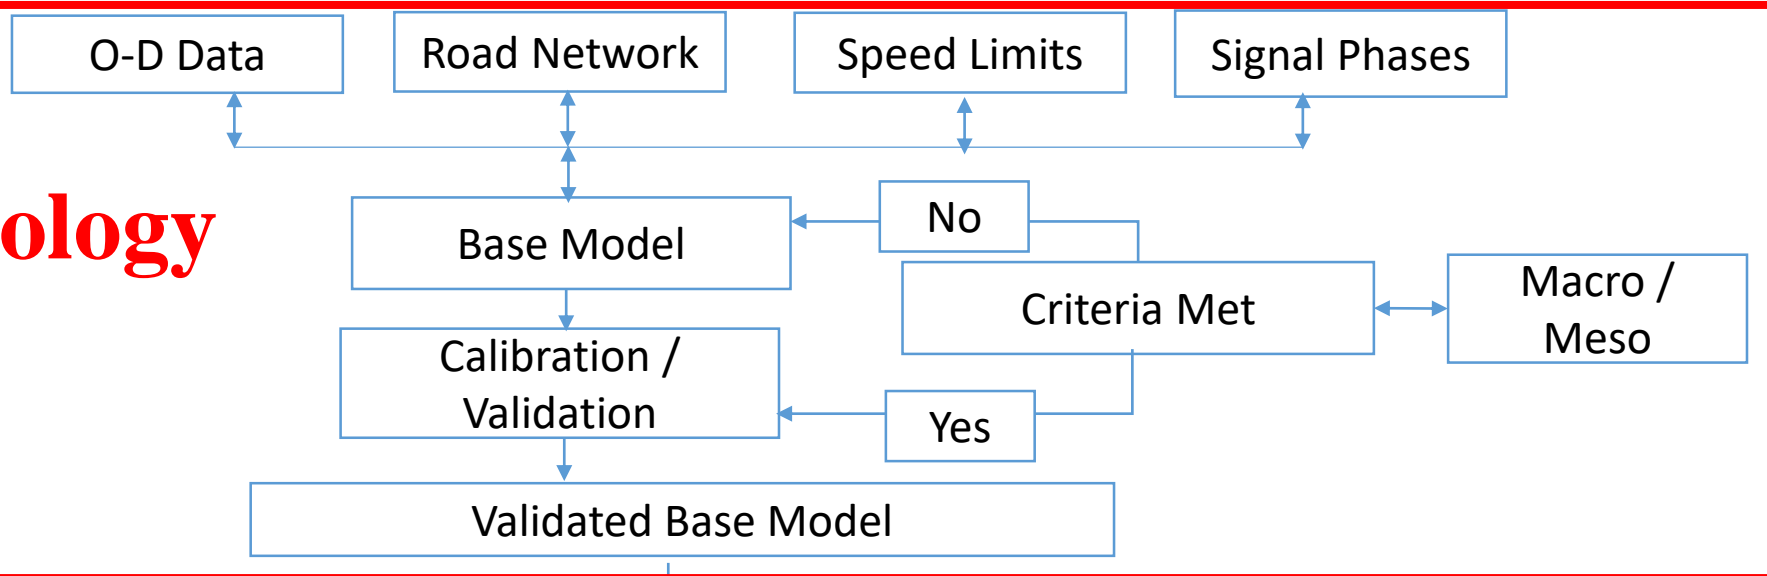 O-D Data
Road Network
Speed Limits
Signal Phases
ology
No
Base Model
Criteria Met
Macro /
Meso
Calibration /
Validation
Yes
Validated Base Model